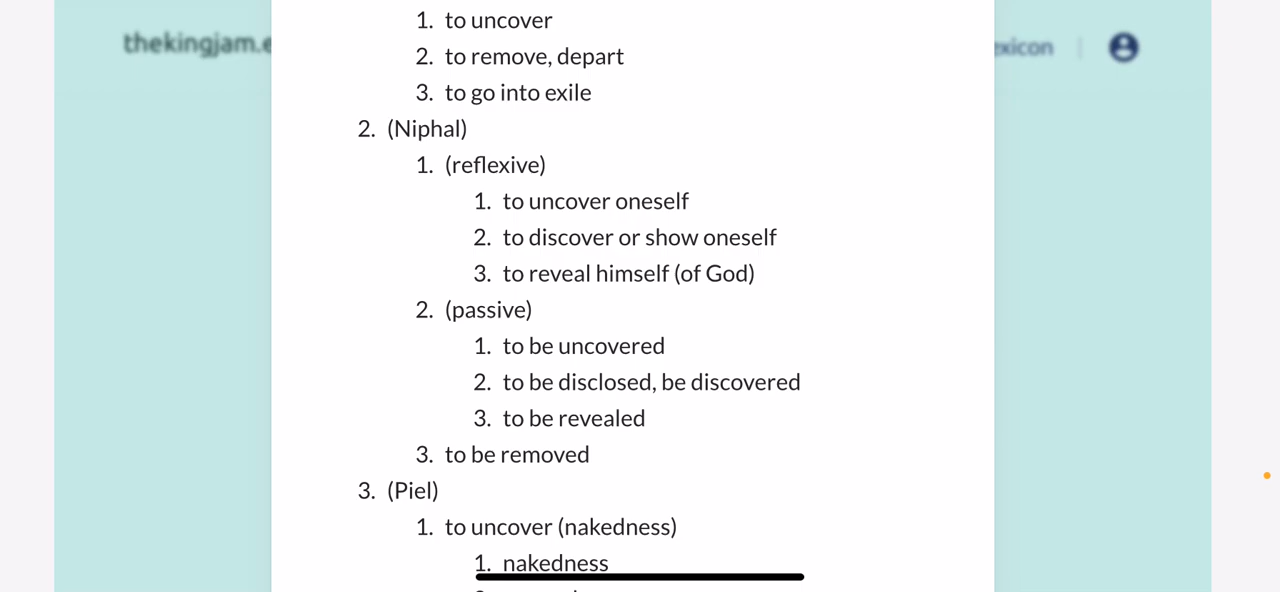 1. to uncover
thekingjam.e
2. to remove, depart
exicon
3. to go into exile
2. (Niphal)
1. (reflexive)
1. to uncover oneself
2. to discover or show oneself
3. to reveal himself (of God)
2. (passive)
1. to be uncovered
2. to be disclosed, be discovered
3. to be revealed
3. to be removed
3. (Piel)
1. to uncover (nakedness)
1. nakedness